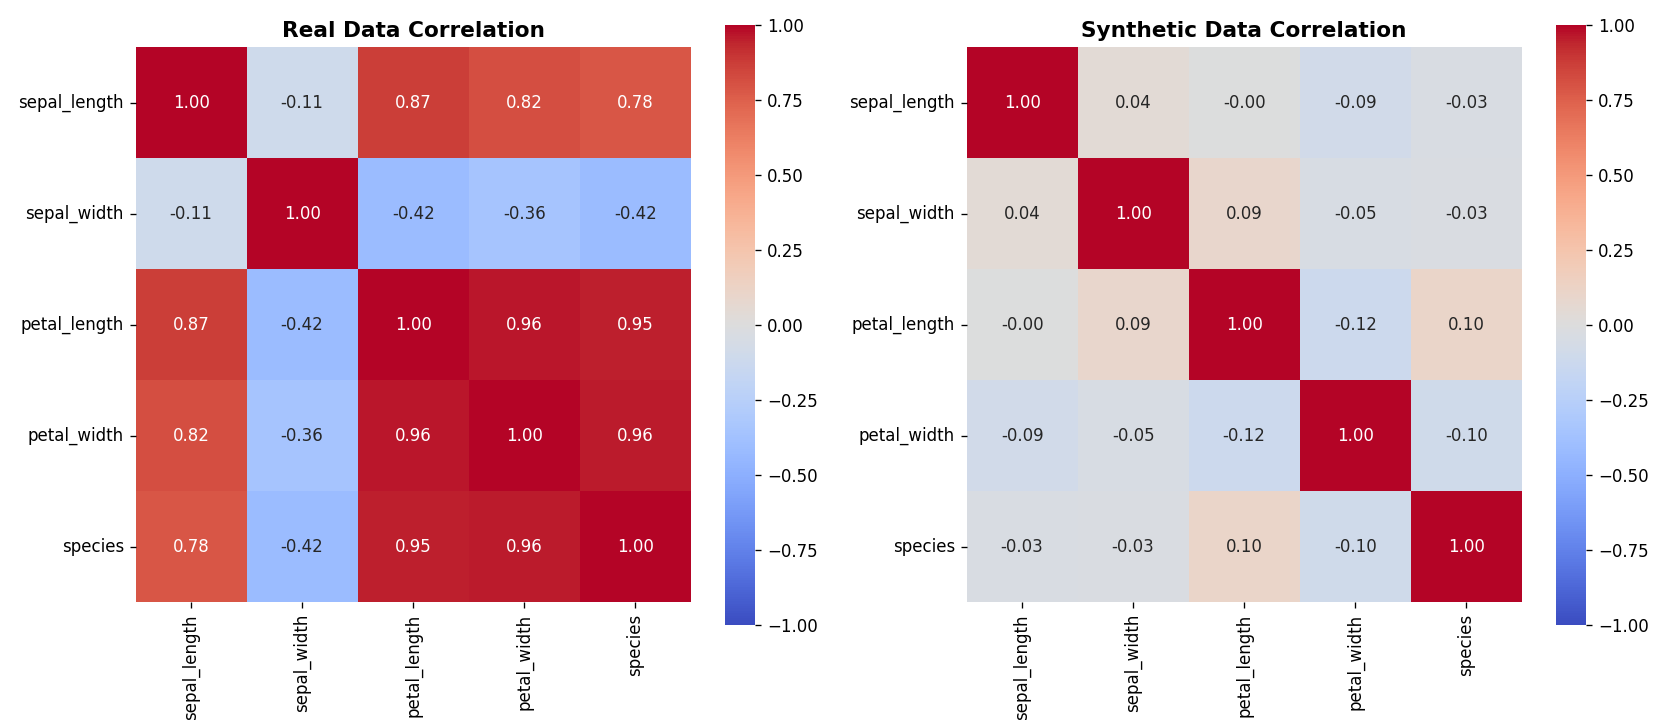 Real Data Correlation
sepal_length 1.00 -0.11 0.87 0.82 0.78
sepal_width -0.11 1.00 -0.42 -0.36 -0.42
petal_length 0.87 -0.42 1.00 0.96 0.95
petal_width 0.82 -0.36 0.96 1.00 0.96
species 0.78 -0.42 0.95 0.96 1.00
sepal_length sepal_width petal_length petal_width species
1.00
0.75
0.50
0.25
0.00
−0.25
−0.50
−0.75
−1.00
Synthetic Data Correlation
sepal_length 1.00 0.04 -0.00 -0.09 -0.03
sepal_width 0.04 1.00 0.09 -0.05 -0.03
petal_length -0.00 0.09 1.00 -0.12 0.10
petal_width -0.09 -0.05 -0.12 1.00 -0.10
species -0.03 -0.03 0.10 -0.10 1.00
sepal_length sepal_width petal_length petal_width species
1.00
0.75
0.50
0.25
0.00
−0.25
−0.50
−0.75
−1.00